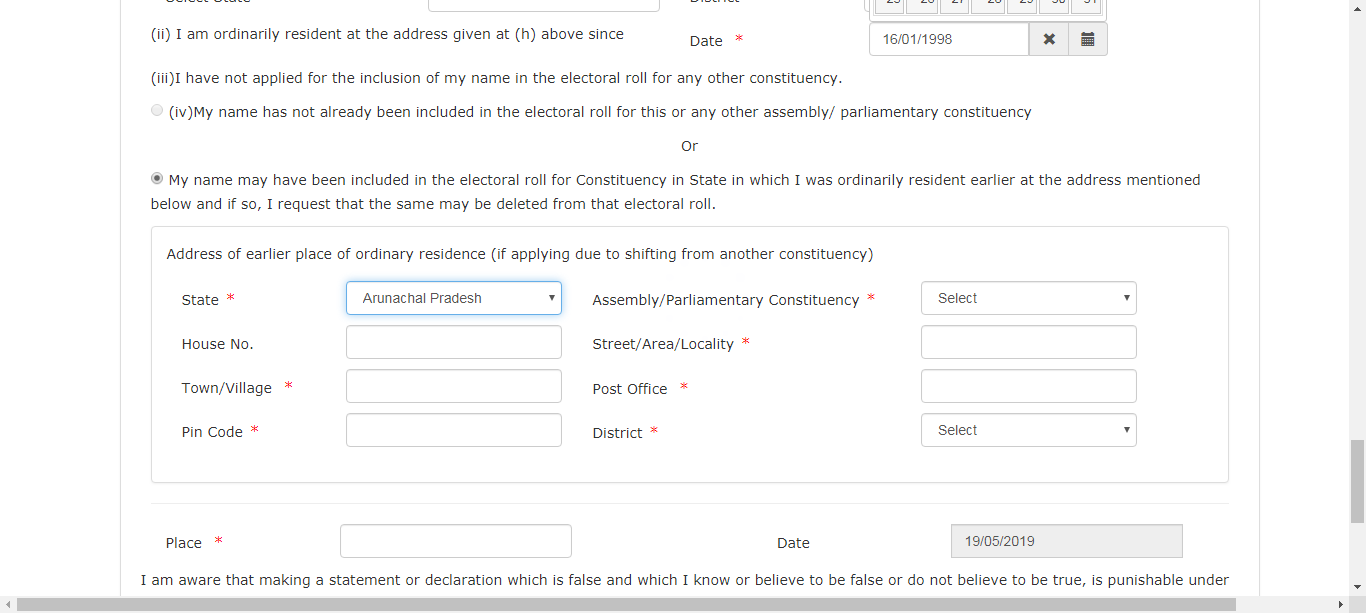 Select State District
25 26 27 28 29 30 31
(ii) I am ordinarily resident at the address given at (h) above since Date * 16/01/1998
(iii)I have not applied for the inclusion of my name in the electoral roll for any other constituency.
(iv)My name has not already been included in the electoral roll for this or any other assembly/ parliamentary constituency
Or
My name may have been included in the electoral roll for Constituency in State in which I was ordinarily resident earlier at the address mentioned
below and if so, I request that the same may be deleted from that electoral roll.
Address of earlier place of ordinary residence (if applying due to shifting from another constituency)
State * Arunachal Pradesh Assembly/Parliamentary Constituency * Select
House No. Street/Area/Locality *
Town/Village * Post Office *
Pin Code * District * Select
Place * Date 19/05/2019
I am aware that making a statement or declaration which is false and which I know or believe to be false or do not believe to be true, is punishable under